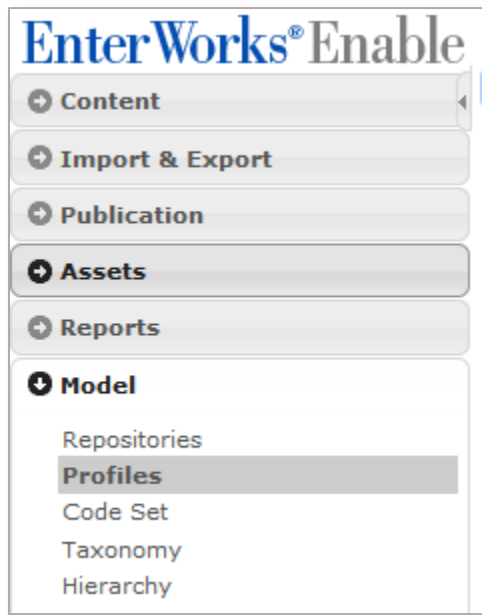 EnterWorks®Enable
Content
Import & Export
Publication
Assets
Reports
Model
Repositories
Profiles
Code Set
Taxonomy
Hierarchy